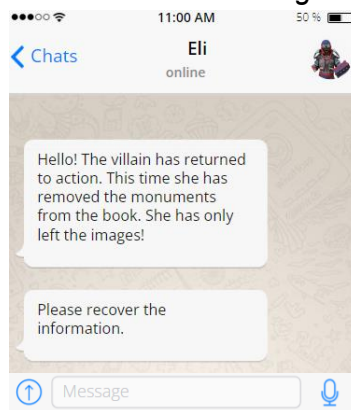 11:00 AM
50 %
Chats
Eli
online
Hello! The villain has returned
to action. This time she has
removed the monuments
from the book. She has only
left the images!
Please recover the
information.
Message